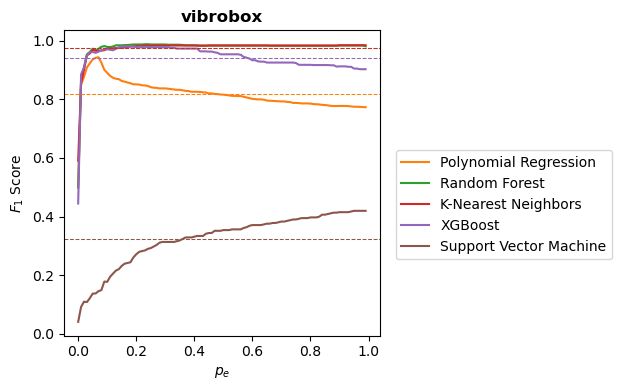 vibrobox
1.0
0.8
0.6
0.4
0.2
0.0
F₁ Score
0.0 0.2 0.4 0.6 0.8 1.0
pₑ
Polynomial Regression
Random Forest
K-Nearest Neighbors
XGBoost
Support Vector Machine